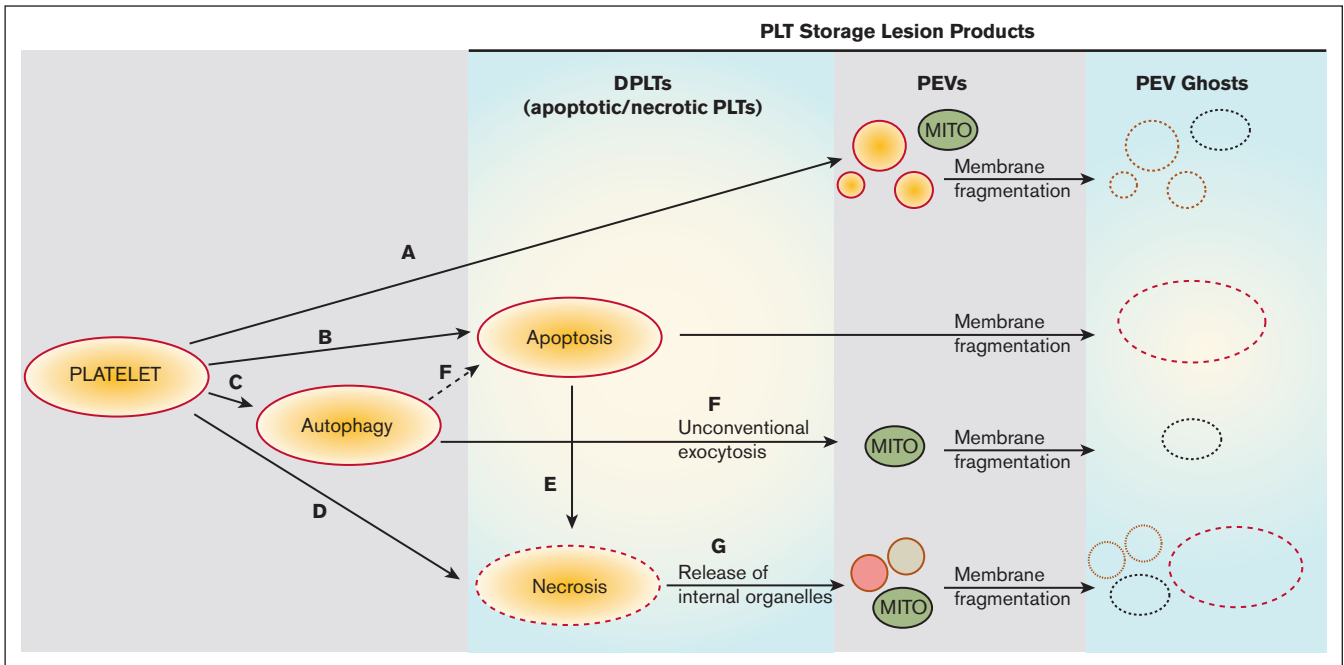 PLT Storage Lesion Products
DPLTs
(apoptotic/necrotic PLTs)
PEVs
PEV Ghosts
MITO
Membrane
fragmentation
A
B
Apoptosis
Membrane
fragmentation
PLATELET
C
F
Autophagy
F
Unconventional
exocytosis
MITO
Membrane
fragmentation
E
D
G
Necrosis
Release of
internal organelles
MITO
Membrane
fragmentation